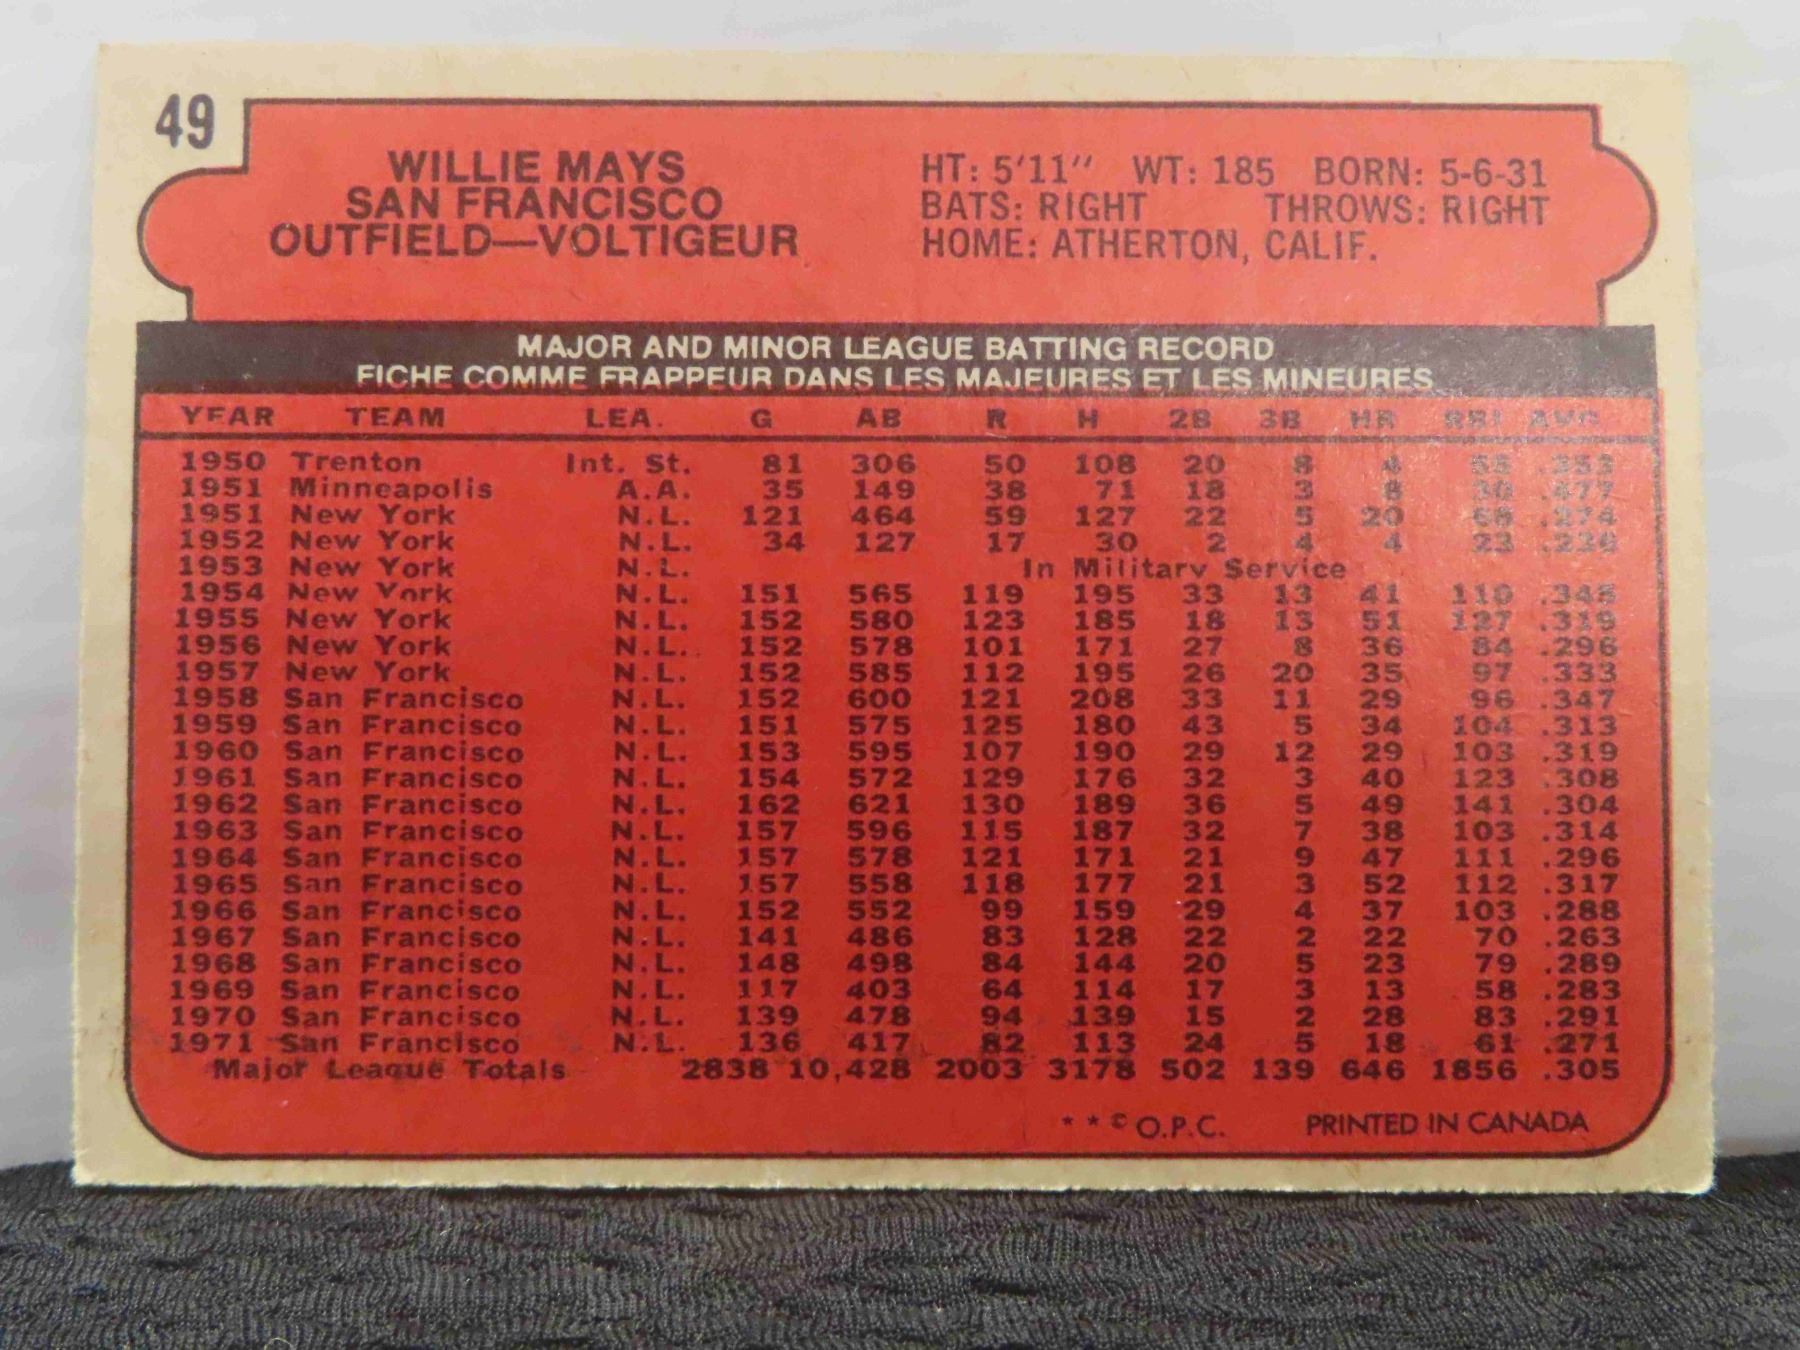 49
WILLIE MAYS
SAN FRANCISCO
OUTFIELD—VOLTIGEUR
HT: 5'11" WT: 185 BORN: 5-6-31
BATS: RIGHT THROWS: RIGHT
HOME: ATHERTON, CALIF.
MAJOR AND MINOR LEAGUE BATTING RECORD
FICHE COMME FRAPPEUR DANS LES MAJEURES ET LES MINEURES
YEAR TEAM LEA. G AB R H 2B 3B HR RBI AVG.
1950 Trenton Int. St. 81 306 50 108 20 8 4 55 .353
1951 Minneapolis A.A. 35 149 38 71 18 3 8 30 .477
1951 New York N.L. 121 464 59 127 22 5 20 68 .274
1952 New York N.L. 34 127 17 30 2 4 4 23 .236
1953 New York N.L. In Military Service
1954 New York N.L. 151 565 119 195 33 13 41 110 .345
1955 New York N.L. 152 580 123 185 18 13 51 127 .319
1956 New York N.L. 152 578 101 171 27 8 36 84 .296
1957 New York N.L. 152 585 112 195 26 20 35 97 .333
1958 San Francisco N.L. 152 600 121 208 33 11 29 96 .347
1959 San Francisco N.L. 151 575 125 180 43 5 34 104 .313
1960 San Francisco N.L. 153 595 107 190 29 12 29 103 .319
1961 San Francisco N.L. 154 572 129 176 32 3 40 123 .308
1962 San Francisco N.L. 162 621 130 189 36 5 49 141 .304
1963 San Francisco N.L. 157 596 115 187 32 7 38 103 .314
1964 San Francisco N.L. 157 578 121 171 21 9 47 111 .296
1965 San Francisco N.L. 157 558 118 177 21 3 52 112 .317
1966 San Francisco N.L. 152 552 99 159 29 4 37 103 .288
1967 San Francisco N.L. 141 486 83 128 22 2 22 70 .263
1968 San Francisco N.L. 148 498 84 144 20 5 23 79 .289
1969 San Francisco N.L. 117 403 64 114 17 3 13 58 .283
1970 San Francisco N.L. 139 478 94 139 15 2 28 83 .291
1971 San Francisco N.L. 136 417 82 113 24 5 18 61 .271
Major League Totals 2838 10,428 2003 3178 502 139 646 1856 .305
* * © O.P.C. PRINTED IN CANADA